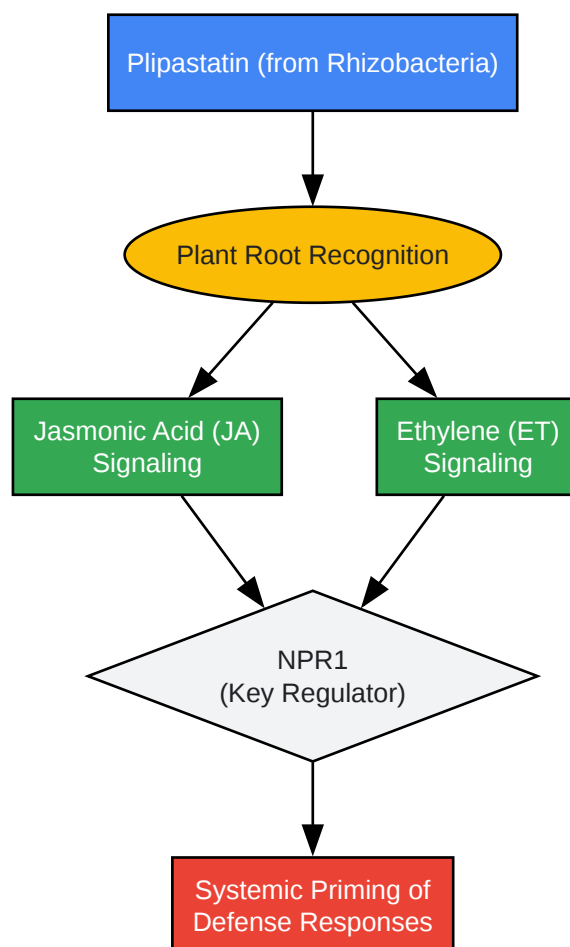 Plipastatin (from Rhizobacteria)
Plant Root Recognition
Jasmonic Acid (JA)
Signaling
Ethylene (ET)
Signaling
NPR1
(Key Regulator)
Systemic Priming of
Defense Responses